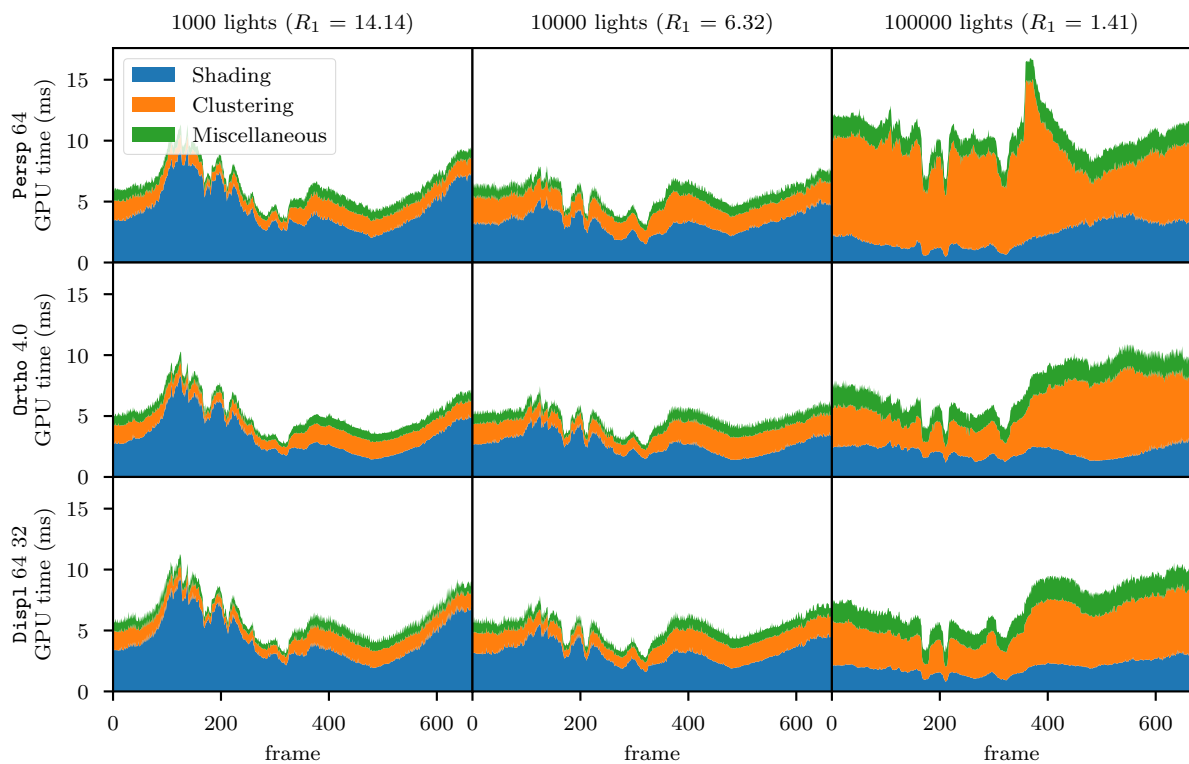 1000 lights (R₁ = 14.14)
10000 lights (R₁ = 6.32)
100000 lights (R₁ = 1.41)
Persp 64
GPU time (ms)
15
10
5
0
Shading
Clustering
Miscellaneous
Ortho 4.0
GPU time (ms)
15
10
5
0
Displ 64 32
GPU time (ms)
15
10
5
0
0 200 400 600
0 200 400 600
0 200 400 600
frame
frame
frame